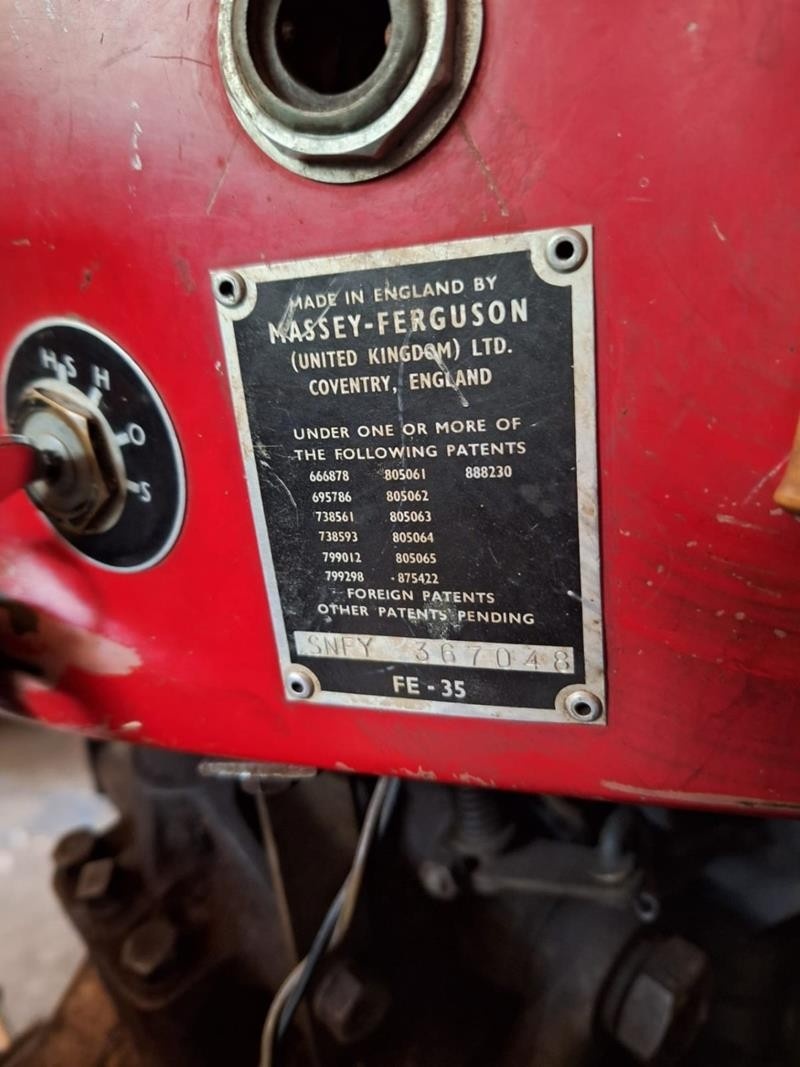 MADE IN ENGLAND BY
MASSEY-FERGUSON
(UNITED KINGDOM) LTD.
COVENTRY, ENGLAND
UNDER ONE OR MORE OF
THE FOLLOWING PATENTS
666878 805061 888230
695786 805062
738561 805063
738593 805064
799012 805065
799298 875422
FOREIGN PATENTS
OTHER PATENTS PENDING
SNFY 367048
FE - 35
HS H O S